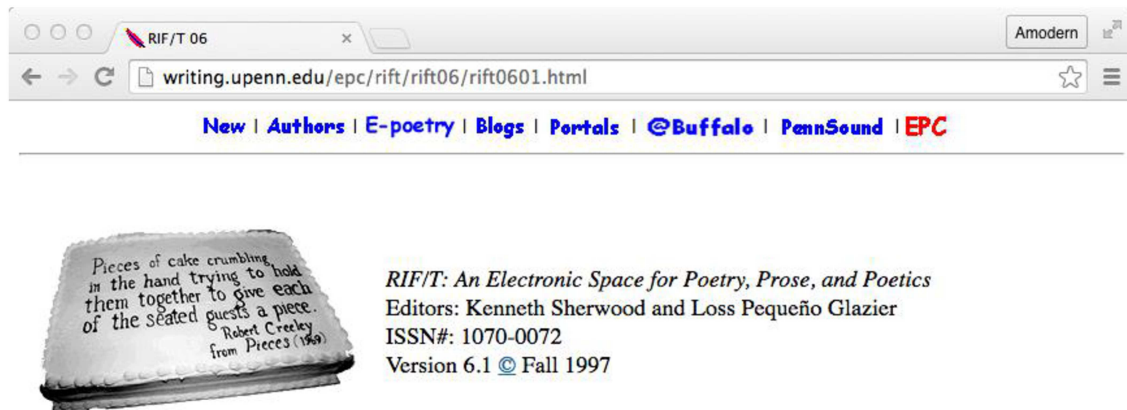 RIF/T 06
Amodern
writing.upenn.edu/epc/rift/rift06/rift0601.html
New | Authors | E-poetry | Blogs | Portals | @Buffalo | PennSound | EPC
Pieces of cake crumbling
in the hand trying to hold
them together to give each
of the seated guests a piece.
Robert Creeley
from Pieces (1969)
RIF/T: An Electronic Space for Poetry, Prose, and Poetics
Editors: Kenneth Sherwood and Loss Pequeño Glazier
ISSN#: 1070-0072
Version 6.1 © Fall 1997